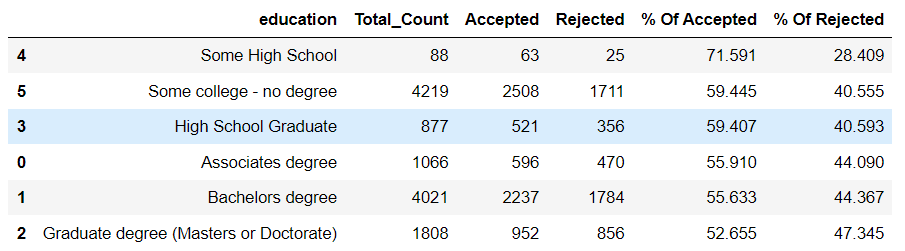 education Total_Count Accepted Rejected % Of Accepted % Of Rejected
4 Some High School 88 63 25 71.591 28.409
5 Some college - no degree 4219 2508 1711 59.445 40.555
3 High School Graduate 877 521 356 59.407 40.593
0 Associates degree 1066 596 470 55.910 44.090
1 Bachelors degree 4021 2237 1784 55.633 44.367
2 Graduate degree (Masters or Doctorate) 1808 952 856 52.655 47.345